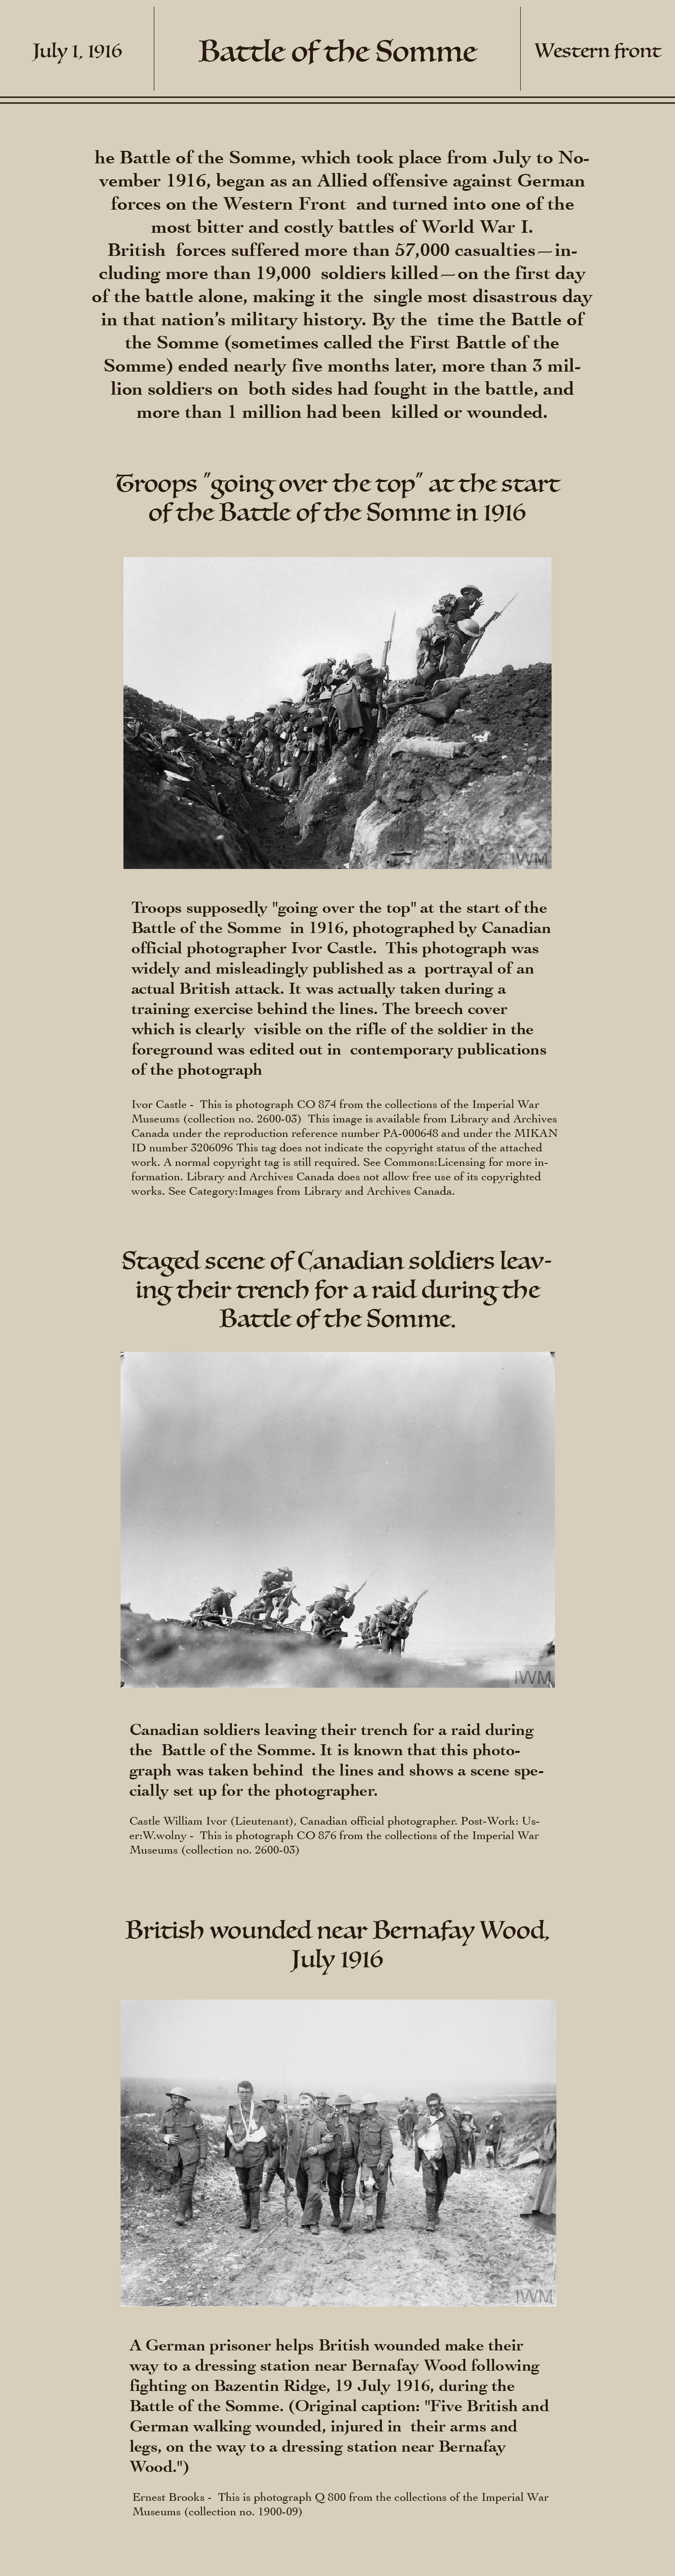 July 1, 1916
Battle of the Somme
Western front
he Battle of the Somme, which took place from July to No-
vember 1916, began as an Allied offensive against German
forces on the Western Front  and turned into one of the
most bitter and costly battles of World War I.
British  forces suffered more than 57,000 casualties—in-
cluding more than 19,000  soldiers killed—on the first day
of the battle alone, making it the  single most disastrous day
in that nation’s military history. By the  time the Battle of
the Somme (sometimes called the First Battle of the
Somme) ended nearly five months later, more than 3 mil-
lion soldiers on  both sides had fought in the battle, and
more than 1 million had been  killed or wounded.
Troops "going over the top" at the start
of the Battle of the Somme in 1916
IWM
Troops supposedly "going over the top" at the start of the
Battle of the Somme  in 1916, photographed by Canadian
official photographer Ivor Castle.  This photograph was
widely and misleadingly published as a  portrayal of an
actual British attack. It was actually taken during a
training exercise behind the lines. The breech cover
which is clearly  visible on the rifle of the soldier in the
foreground was edited out in  contemporary publications
of the photograph
Ivor Castle -  This is photograph CO 874 from the collections of the Imperial War
Museums (collection no. 2600-03)  This image is available from Library and Archives
Canada under the reproduction reference number PA-000648 and under the MIKAN
ID number 3206096 This tag does not indicate the copyright status of the attached
work. A normal copyright tag is still required. See Commons:Licensing for more in-
formation. Library and Archives Canada does not allow free use of its copyrighted
works. See Category:Images from Library and Archives Canada.
Staged scene of Canadian soldiers leav-
ing their trench for a raid during the
Battle of the Somme.
IWM
Canadian soldiers leaving their trench for a raid during
the  Battle of the Somme. It is known that this photo-
graph was taken behind  the lines and shows a scene spe-
cially set up for the photographer.
Castle William Ivor (Lieutenant), Canadian official photographer. Post-Work: Us-
er:W.wolny -  This is photograph CO 876 from the collections of the Imperial War
Museums (collection no. 2600-03)
British wounded near Bernafay Wood,
July 1916
IWM
A German prisoner helps British wounded make their
way to a dressing station near Bernafay Wood following
fighting on Bazentin Ridge, 19 July 1916, during the
Battle of the Somme. (Original caption: "Five British and
German walking wounded, injured in  their arms and
legs, on the way to a dressing station near Bernafay
Wood.")
Ernest Brooks -  This is photograph Q 800 from the collections of the Imperial War
Museums (collection no. 1900-09)